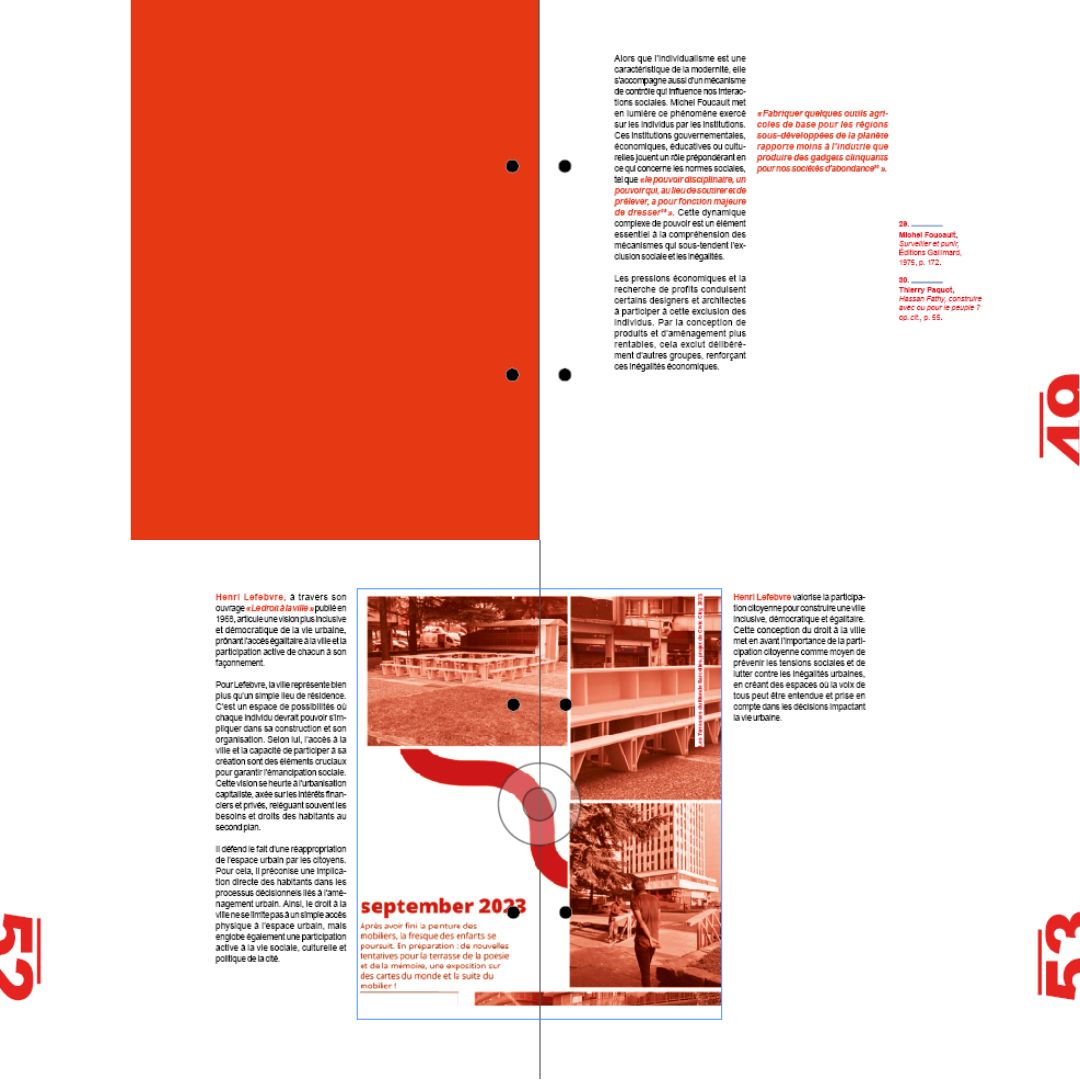 Alors que l'individualisme est une
caractéristique de la modernité, elle
s'accompagne aussi d'un mécanisme
de contrôle qui influence nos interac-
tions sociales. Michel Foucault met
en lumière ce phénomène exercé
sur les individus par les institutions.
Ces institutions gouvernementales,
économiques, éducatives ou cultu-
relles jouent un rôle prépondérant en
ce qui concerne les normes sociales,
tel que «le pouvoir disciplinaire, un
pouvoir qui, au lieu de soutirer et de
prélever, a pour fonction majeure
de dresser²⁹». Cette dynamique
complexe de pouvoir est un élément
essentiel à la compréhension des
mécanismes qui sous-tendent l'ex-
clusion sociale et les inégalités.
Les pressions économiques et la
recherche de profits conduisent
certains designers et architectes
à participer à cette exclusion des
individus. Par la conception de
produits et d'aménagement plus
rentables, cela exclut délibéré-
ment d'autres groupes, renforçant
ces inégalités économiques.
«Fabriquer quelques outils agri-
coles de base pour les régions
sous-développées de la planète
rapporte moins à l'indutrie que
produire des gadgets clinquants
pour nos sociétés d'abondance³⁰».
29.
Michel Foucault,
Surveiller et punir,
Éditions Gallimard,
1975, p. 172.
30.
Thierry Paquot,
Hassan Fathy, construire
avec ou pour le peuple ?
op. cit., p. 55.
49
Henri Lefebvre, à travers son
ouvrage «Le droit à la ville» publié en
1968, articule une vision plus inclusive
et démocratique de la vie urbaine,
prônant l'accès égalitaire à la ville et la
participation active de chacun à son
façonnement.
Pour Lefebvre, la ville représente bien
plus qu'un simple lieu de résidence.
C'est un espace de possibilités où
chaque individu devrait pouvoir s'im-
pliquer dans sa construction et son
organisation. Selon lui, l'accès à la
ville et la capacité de participer à sa
création sont des éléments cruciaux
pour garantir l'émancipation sociale.
Cette vision se heurte à l'urbanisation
capitaliste, axée sur les intérêts finan-
ciers et privés, reléguant souvent les
besoins et droits des habitants au
second plan.
Il défend le fait d'une réappropriation
de l'espace urbain par les citoyens.
Pour cela, il préconise une implica-
tion directe des habitants dans les
processus décisionnels liés à l'amé-
nagement urbain. Ainsi, le droit à la
ville ne se limite pas à un simple accès
physique à l'espace urbain, mais
englobe également une participation
active à la vie sociale, culturelle et
politique de la cité.
52
september 2023
Après avoir fini la peinture des
mobiliers, la fresque des enfants se
poursuit. En préparation : de nouvelles
tentatives pour la terrasse de la poesie
et de la mémoire, une exposition sur
des cartes du monde et la suite du
mobilier !
Les Terrasses du Monde projet de Civic City, 2023
Henri Lefebvre valorise la participa-
tion citoyenne pour construire une ville
inclusive, démocratique et égalitaire.
Cette conception du droit à la ville
met en avant l'importance de la parti-
cipation citoyenne comme moyen de
prévenir les tensions sociales et de
lutter contre les inégalités urbaines,
en créant des espaces où la voix de
tous peut être entendue et prise en
compte dans les décisions impactant
la vie urbaine.
53